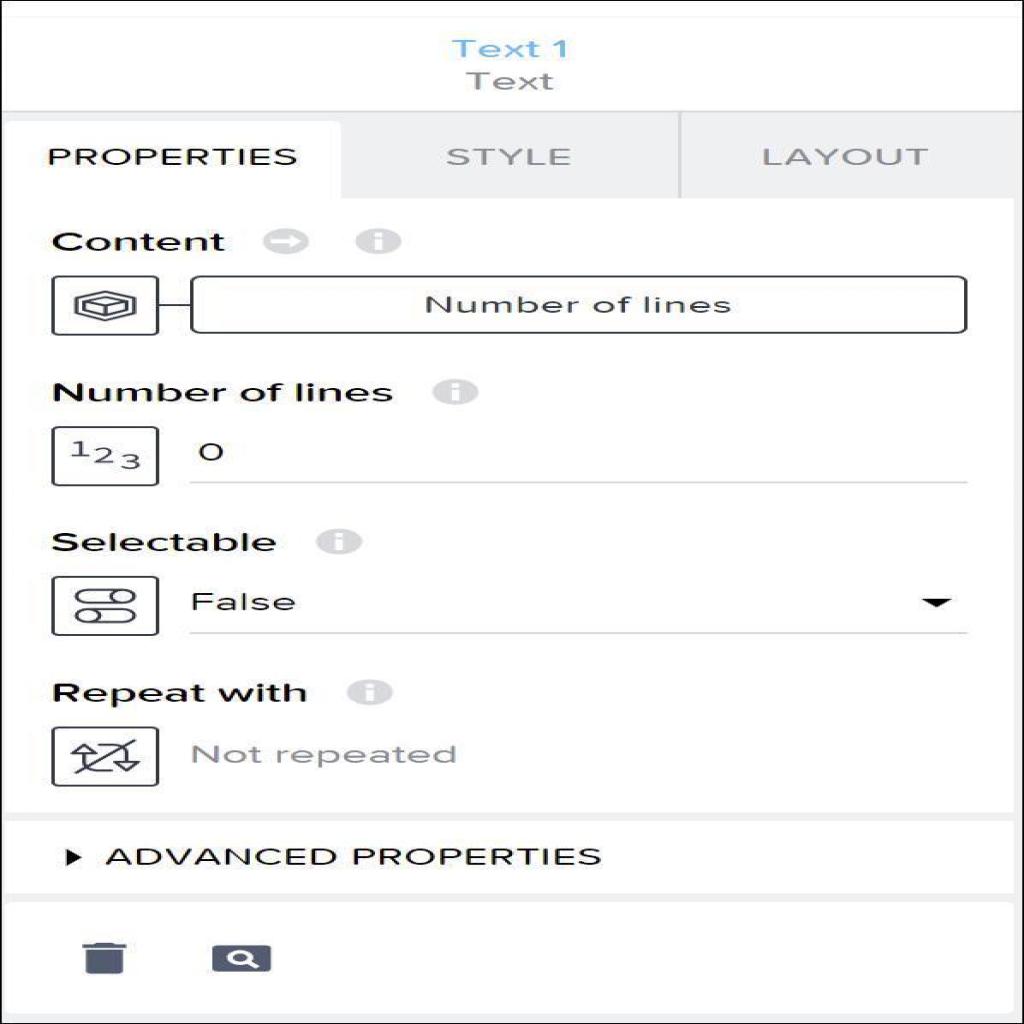 Text 1
Text
PROPERTIES STYLE LAYOUT
Content
Number of lines
Number of lines
123 0
Selectable
False
Repeat with
Not repeated
ADVANCED PROPERTIES